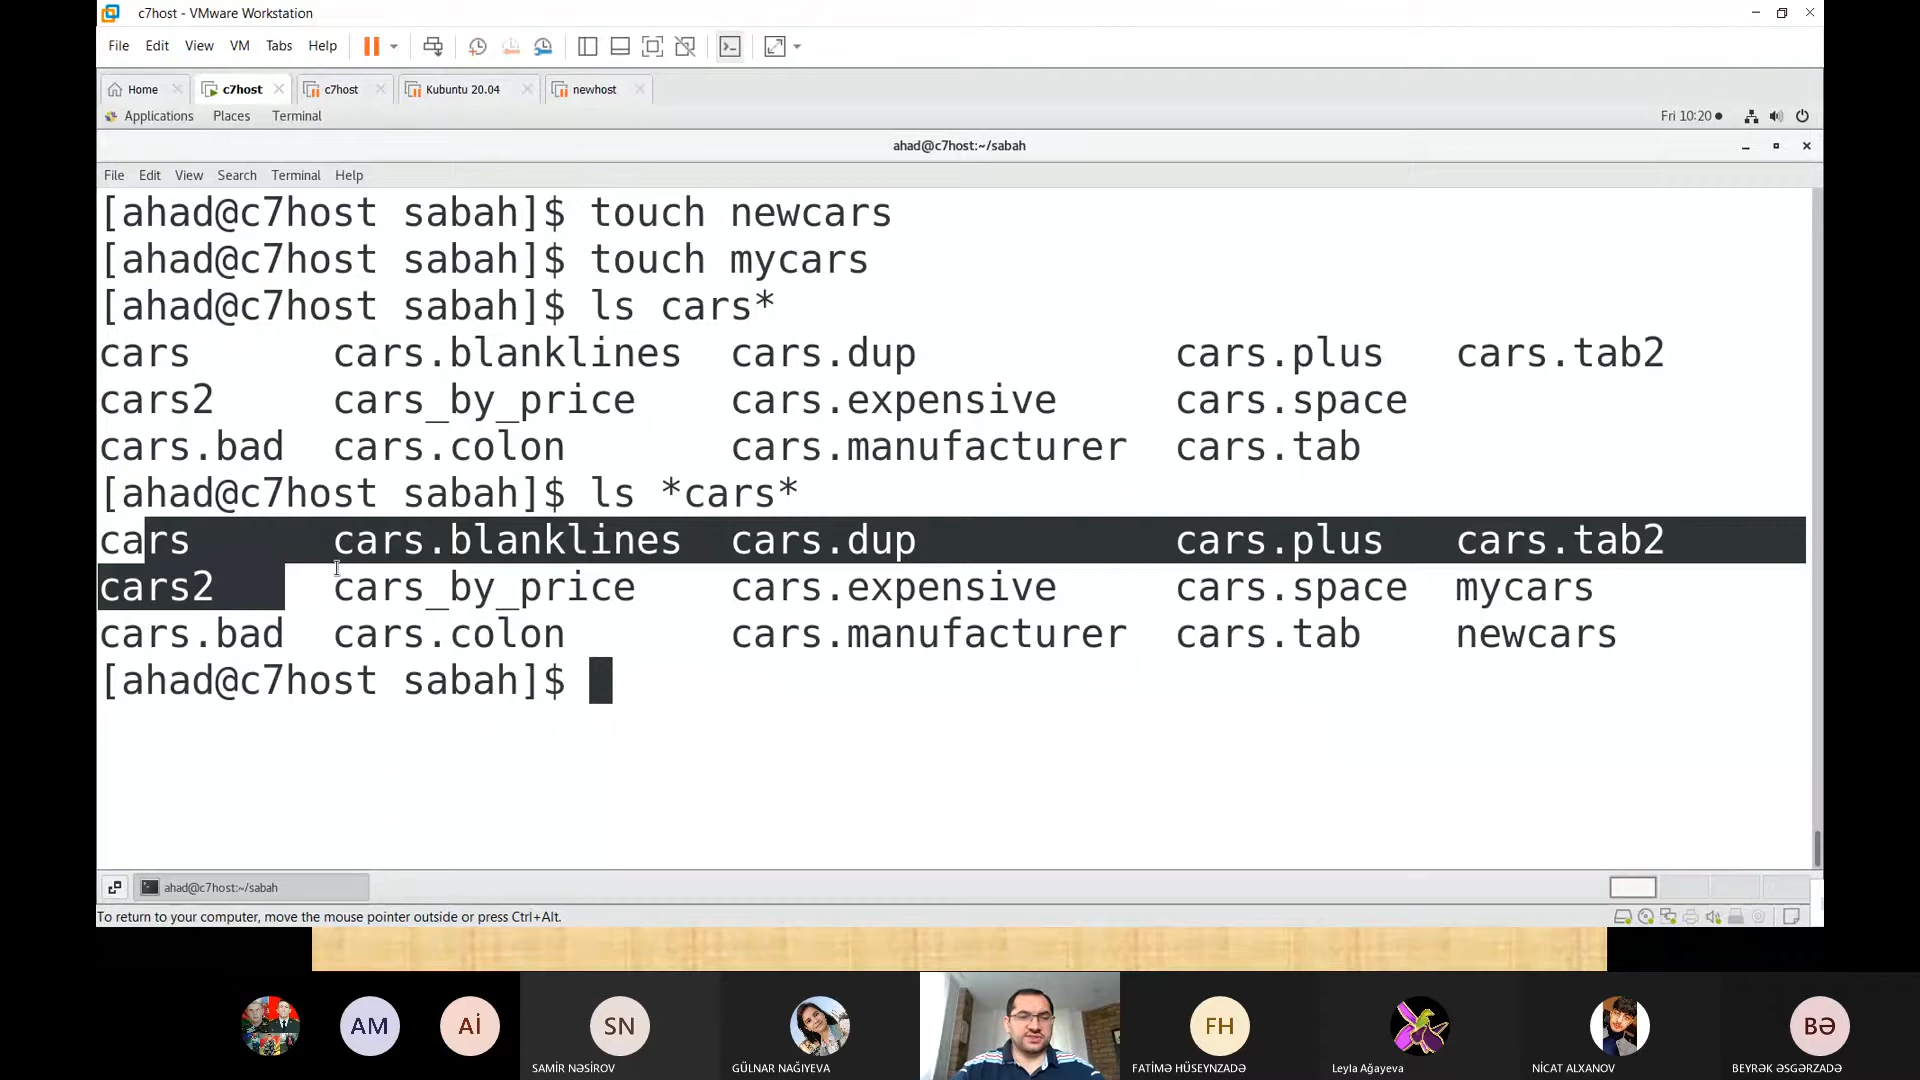 c7host - VMware Workstation
File Edit View VM Tabs Help
Home c7host c7host Kubuntu 20.04 newhost
Applications Places Terminal Fri 10:20
ahad@c7host:~/sabah
File Edit View Search Terminal Help
[ahad@c7host sabah]$ touch newcars
[ahad@c7host sabah]$ touch mycars
[ahad@c7host sabah]$ ls cars*
cars cars.blanklines cars.dup cars.plus cars.tab2
cars2 cars_by_price cars.expensive cars.space
cars.bad cars.colon cars.manufacturer cars.tab
[ahad@c7host sabah]$ ls *cars*
cars cars.blanklines cars.dup cars.plus cars.tab2
cars2 cars_by_price cars.expensive cars.space mycars
cars.bad cars.colon cars.manufacturer cars.tab newcars
[ahad@c7host sabah]$
ahad@c7host:~/sabah
To return to your computer, move the mouse pointer outside or press Ctrl+Alt.
AM Aİ SN FH BƏ
SAMİR NƏSİROV GÜLNAR NAĞIYEVA FATİMƏ HÜSEYNZADƏ Leyla Ağayeva NİCAT ALXANOV BEYRƏK ƏSGƏRZADƏ